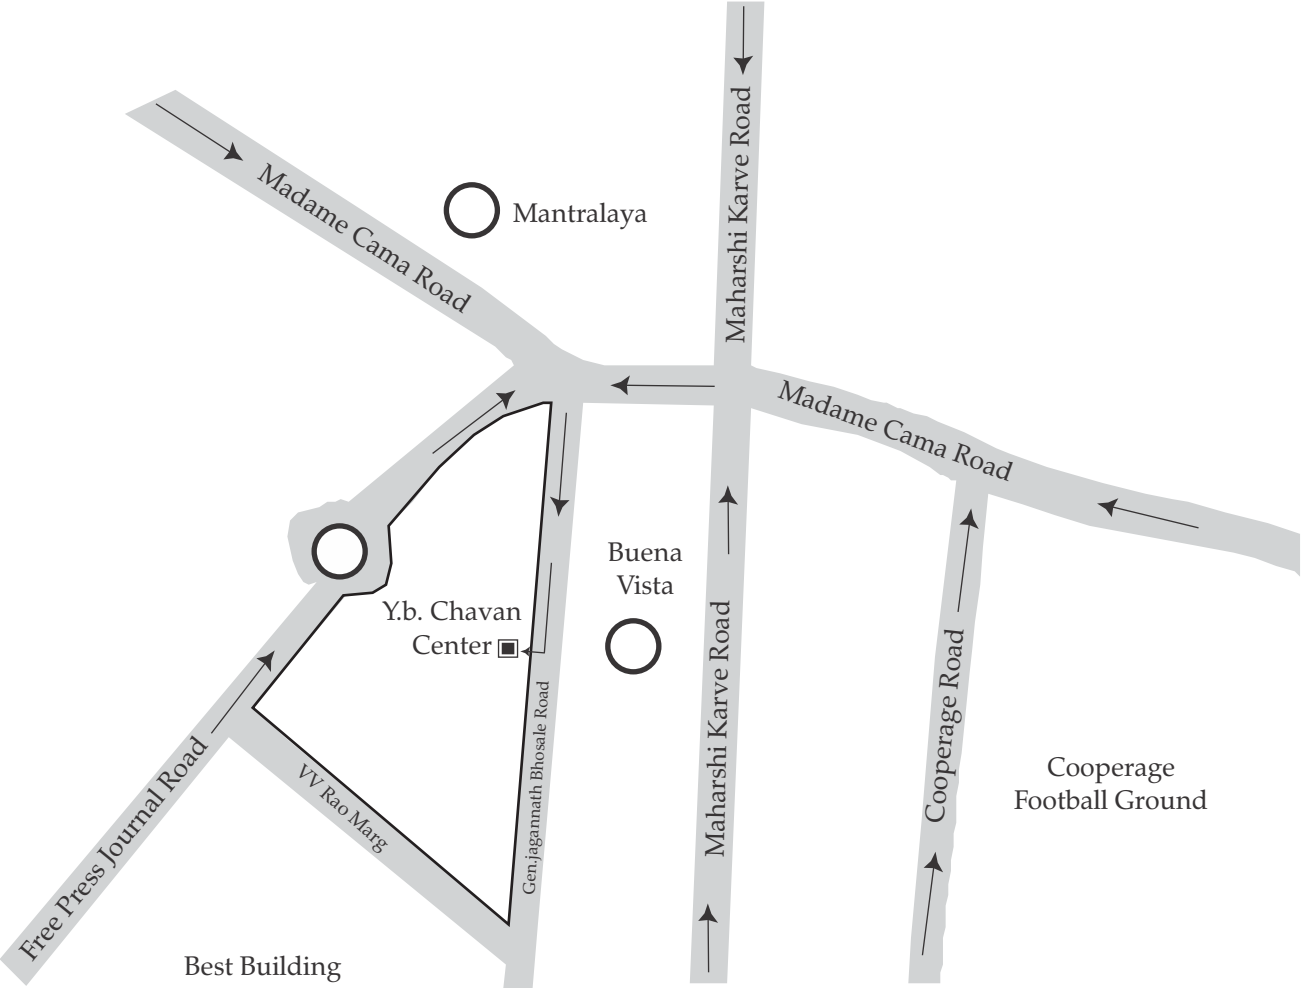 Maharshi Karve Road
Madame Cama Road
Mantralaya
Madame Cama Road
Buena
Vista
Y.b. Chavan
Center
Maharshi Karve Road
Cooperage Road
Gen.jagannath Bhosale Road
VV Rao Marg
Free Press Journal Road
Cooperage
Football Ground
Best Building